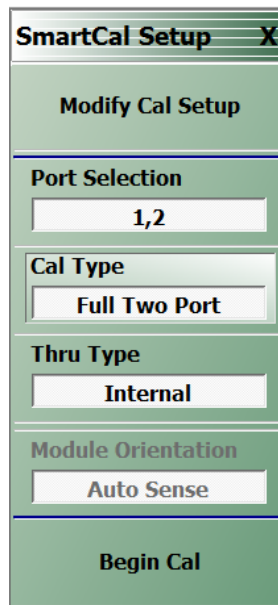 SmartCal Setup X
Modify Cal Setup
Port Selection
1,2
Cal Type
Full Two Port
Thru Type
Internal
Module Orientation
Auto Sense
Begin Cal